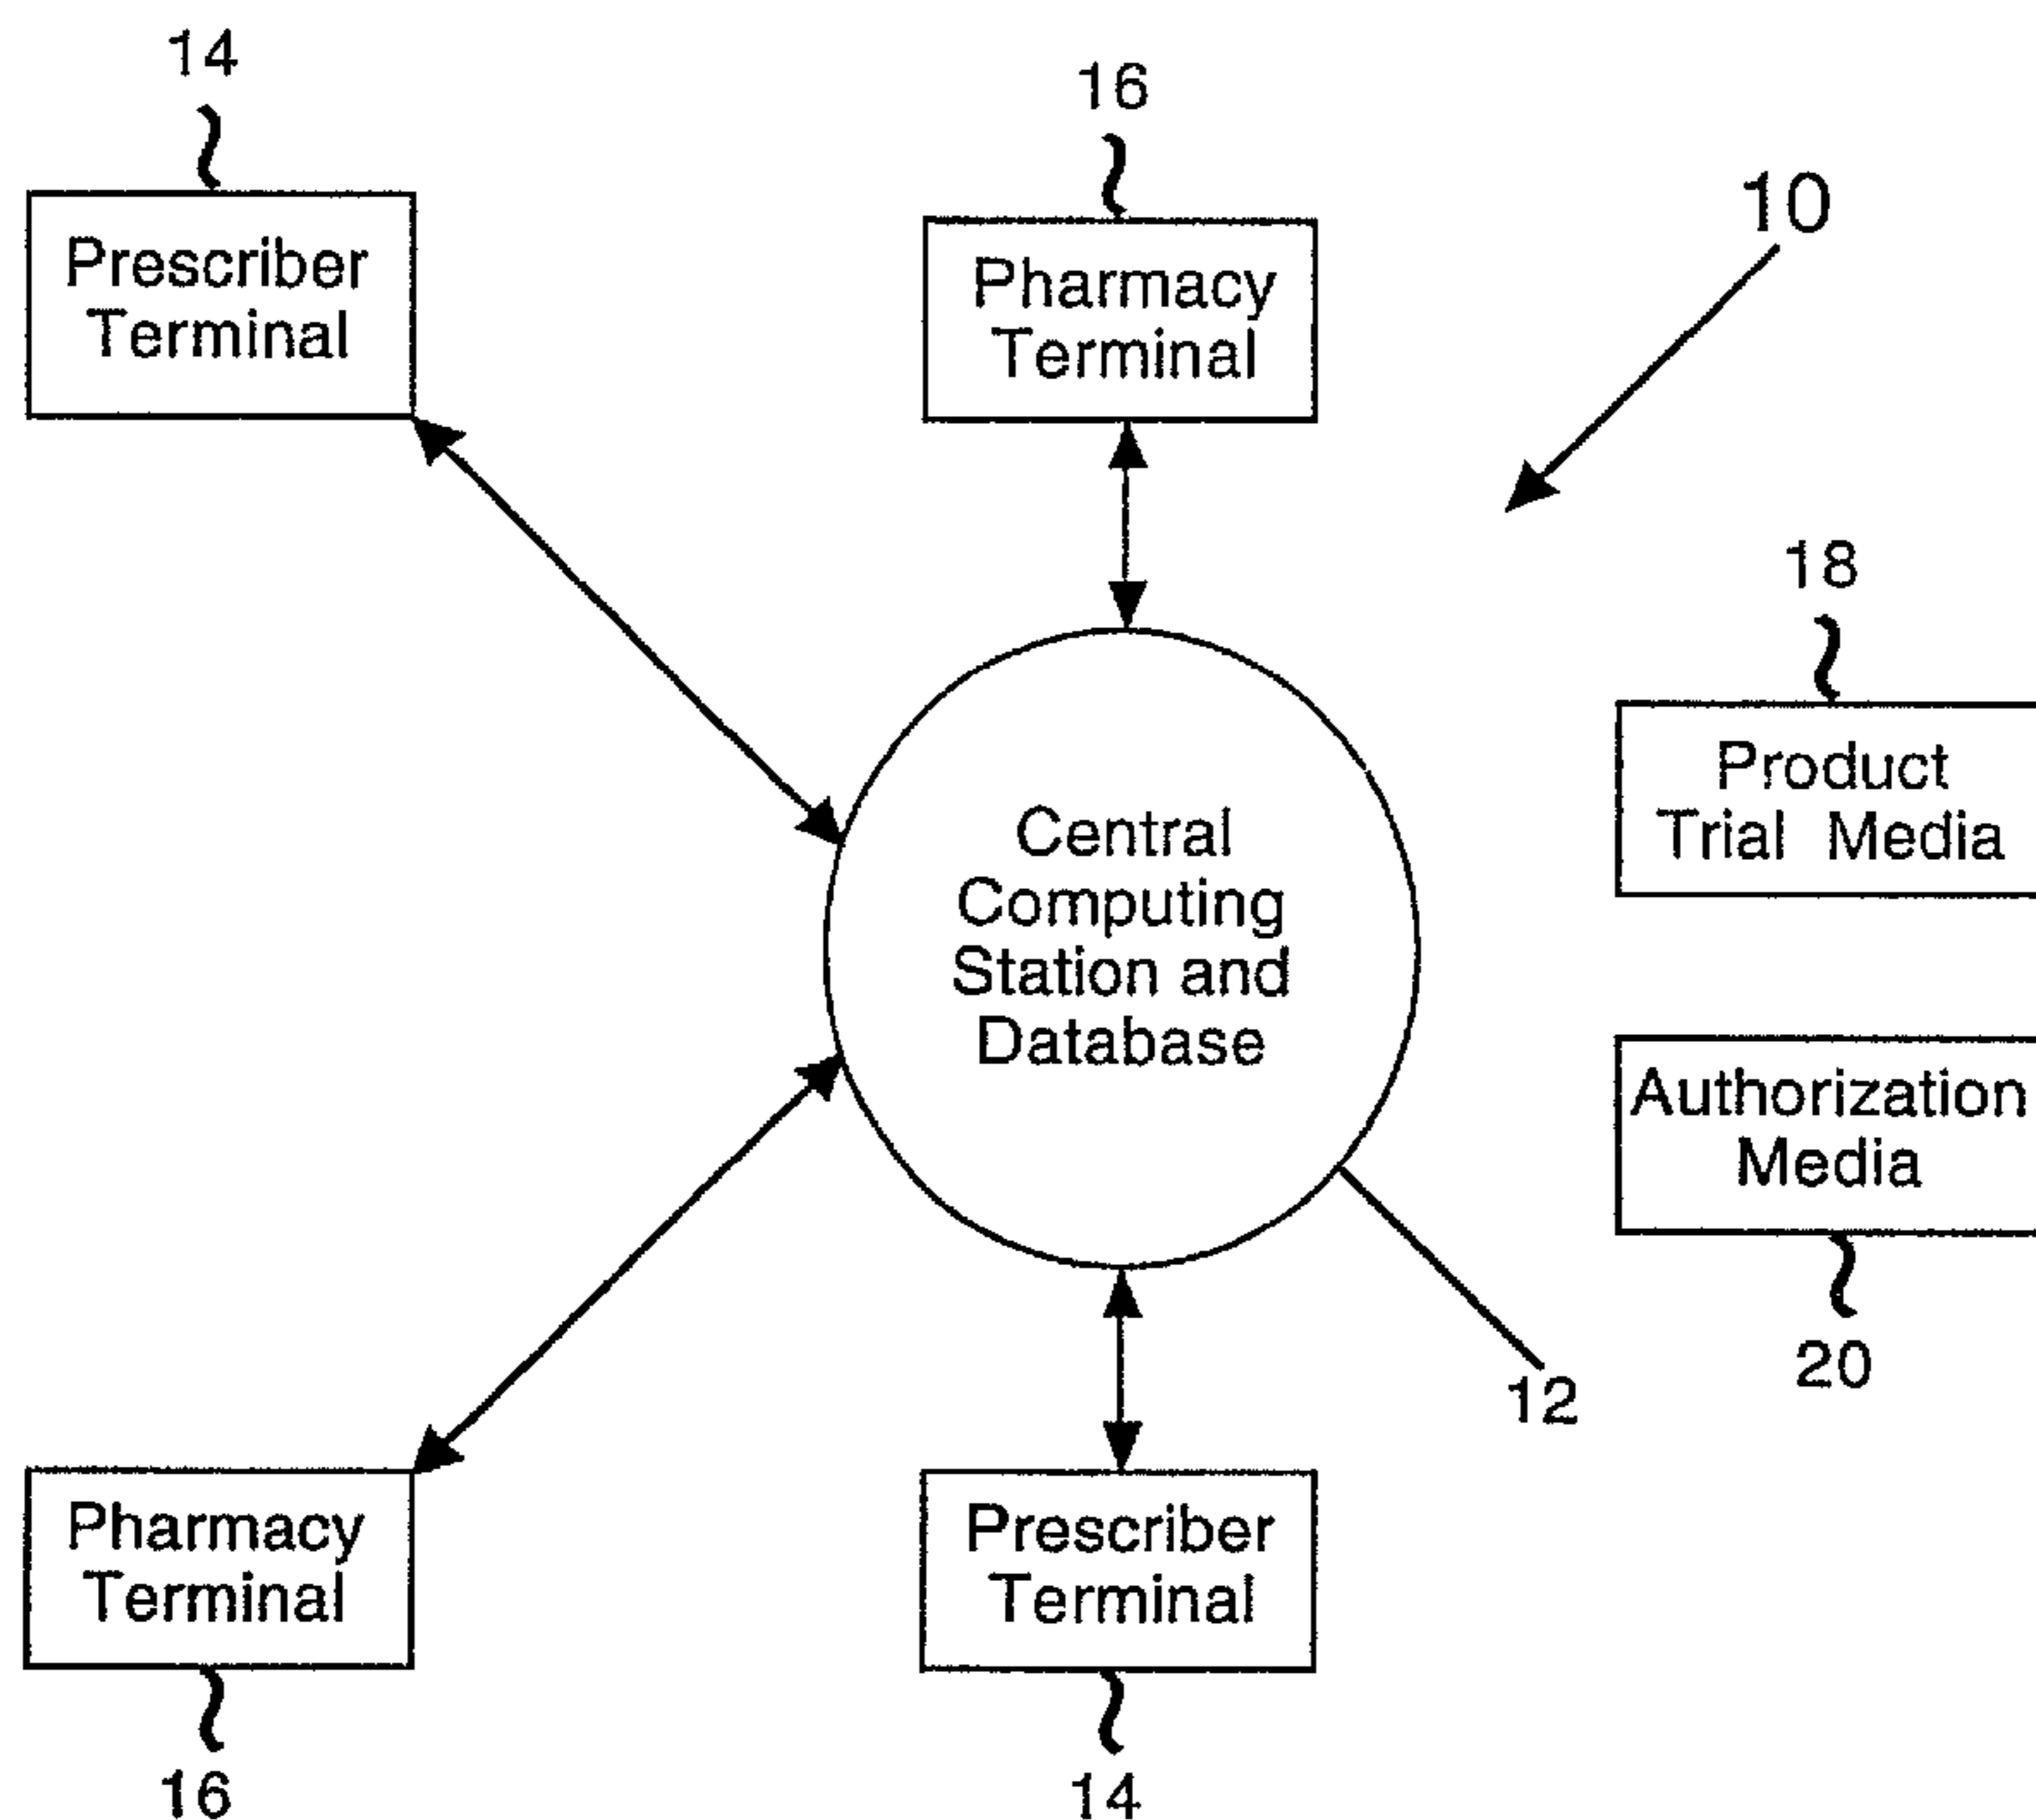 14
16
10
Prescriber
Terminal
Pharmacy
Terminal
18
Product
Trial Media
Central
Computing
Station and
Database
Authorization
Media
20
12
Pharmacy
Terminal
Prescriber
Terminal
16
14